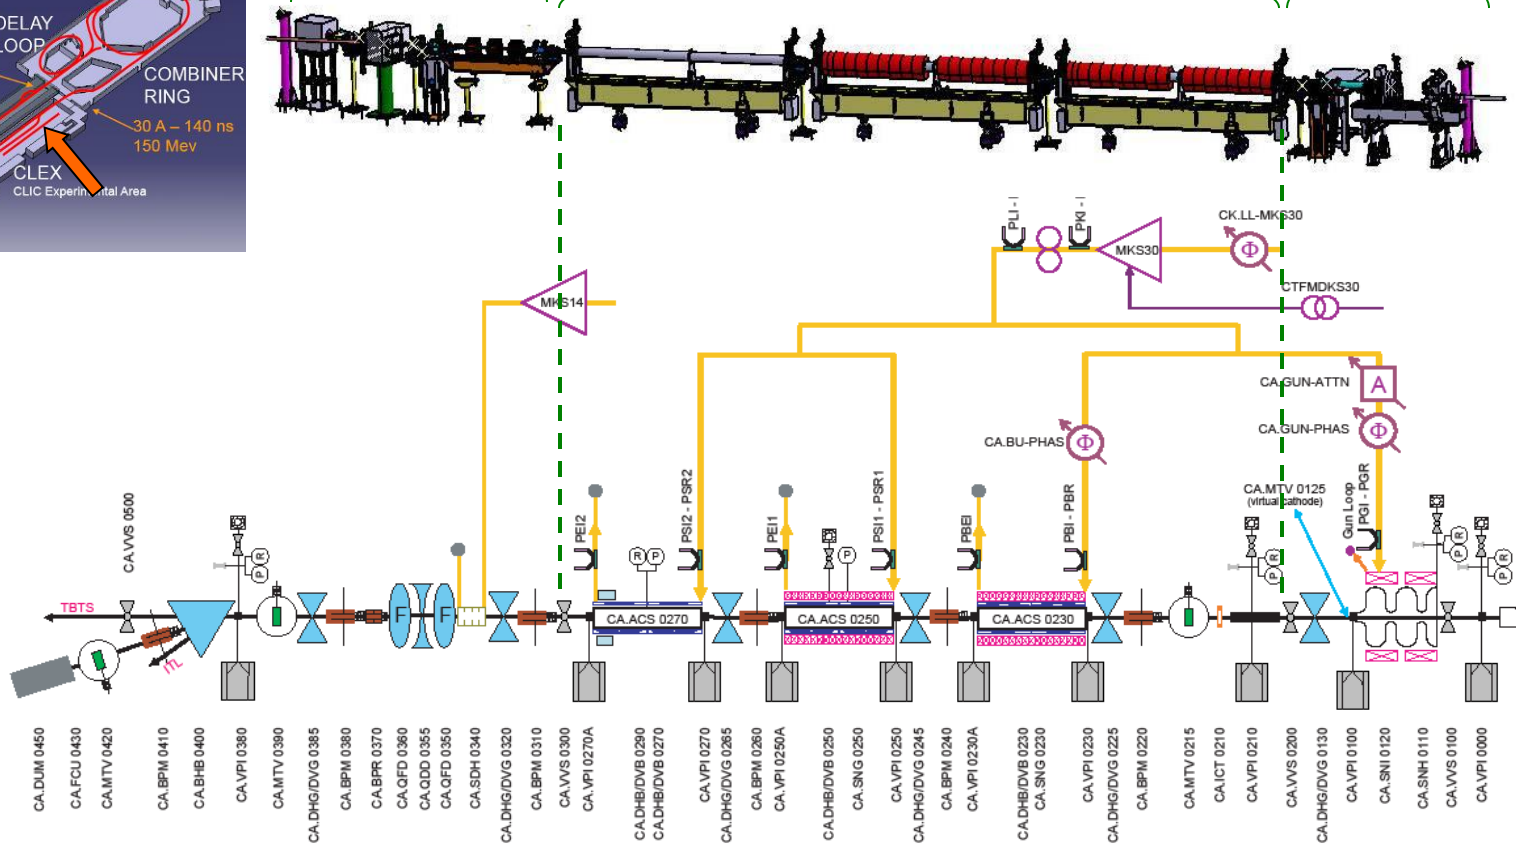 DELAY
LOOP
COMBINER
RING
30 A – 140 ns
150 Mev
CLEX
CLIC Experimental Area
PLI - I
PKI - I
CK.LL-MKS30
Φ
MKS30
CTFMDKS30
MKS14
CA.GUN-ATTN
A
CA.GUN-PHAS
Φ
CA.BU-PHAS
Φ
CA.MTV 0125
(virtual cathode)
Gun Loop
PGI - PGR
CA.VVS 0500
PEI2
PSI2 - PSR2
PEI1
PSI1 - PSR1
PBEI
PBI - PBR
R
P
R P
P
R
P
R
P
R
P
TBTS
ITL
F
F
CA.ACS 0270
CA.ACS 0250
CA.ACS 0230
CA.DUM 0450
CA.FCU 0430
CA.MTV 0420
CA.BPM 0410
CA.BHB 0400
CA.VPI 0380
CA.MTV 0390
CA.DHG/DVG 0385
CA.BPM 0380
CA.BPR 0370
CA.QFD 0360
CA.QDD 0355
CA.QFD 0350
CA.SDH 0340
CA.DHG/DVG 0320
CA.BPM 0310
CA.VVS 0300
CA.VPI 0270A
CA.DHB/DVB 0290
CA.DHB/DVB 0270
CA.VPI 0270
CA.DHG/DVG 0265
CA.BPM 0260
CA.VPI 0250A
CA.DHB/DVB 0250
CA.SNG 0250
CA.VPI 0250
CA.DHG/DVG 0245
CA.BPM 0240
CA.VPI 0230A
CA.DHB/DVB 0230
CA.SNG 0230
CA.VPI 0230
CA.DHG/DVG 0225
CA.BPM 0220
CA.MTV 0215
CA.ICT 0210
CA.VPI 0210
CA.VVS 0200
CA.DHG/DVG 0130
CA.VPI 0100
CA.SNI 0120
CA.SNH 0110
CA.VVS 0100
CA.VPI 0000